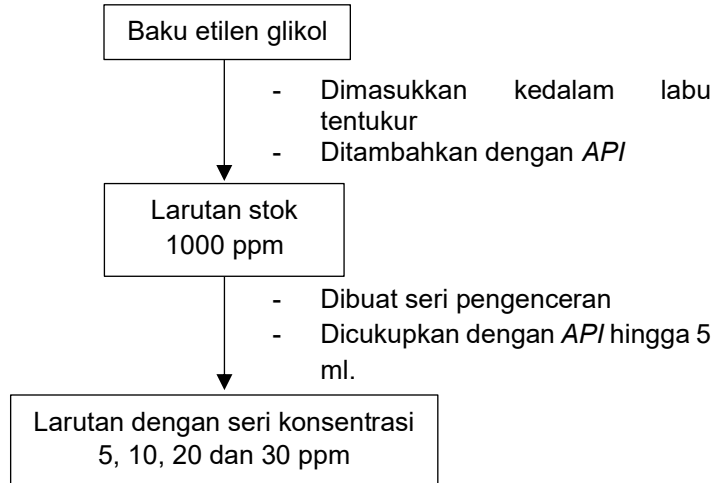 Baku etilen glikol
- Dimasukkan kedalam labu
tentukur
- Ditambahkan dengan API
Larutan stok
1000 ppm
- Dibuat seri pengenceran
- Dicukupkan dengan API hingga 5
ml.
Larutan dengan seri konsentrasi
5, 10, 20 dan 30 ppm